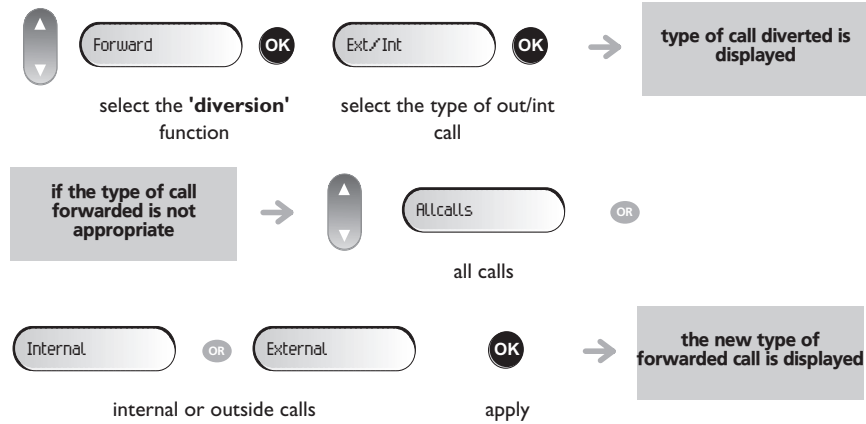 Forward
OK
Ext/Int
OK
type of call diverted is
displayed
select the 'diversion'
function
select the type of out/int
call
if the type of call
forwarded is not
appropriate
Allcalls
OR
all calls
Internal
OR
External
OK
the new type of
forwarded call is displayed
internal or outside calls
apply